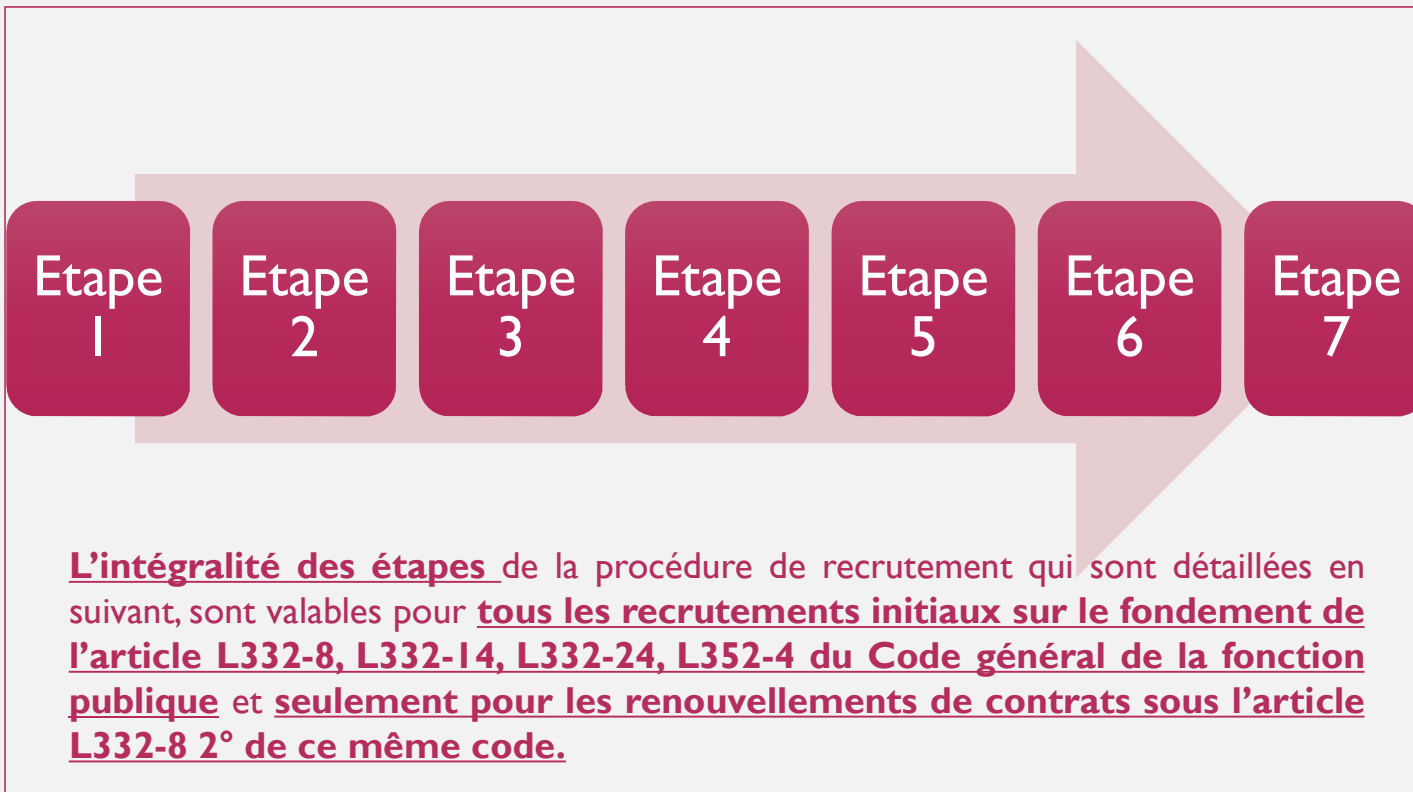 Etape
1
Etape
2
Etape
3
Etape
4
Etape
5
Etape
6
Etape
7
L’intégralité des étapes de la procédure de recrutement qui sont détaillées en
suivant, sont valables pour tous les recrutements initiaux sur le fondement de
l’article L332-8, L332-14, L332-24, L352-4 du Code général de la fonction
publique et seulement pour les renouvellements de contrats sous l’article
L332-8 2° de ce même code.